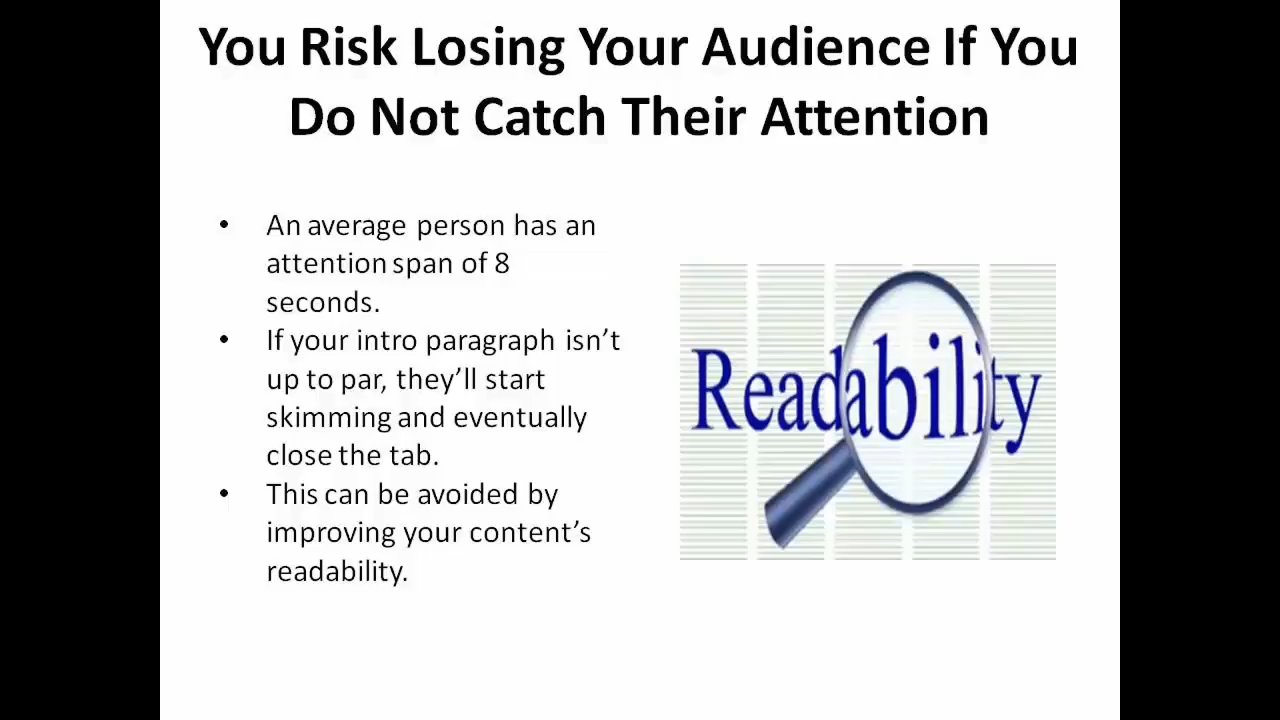 You Risk Losing Your Audience If You
Do Not Catch Their Attention
• An average person has an
attention span of 8
seconds.
• If your intro paragraph isn’t
up to par, they’ll start
skimming and eventually
close the tab.
• This can be avoided by
improving your content’s
readability.
Readability